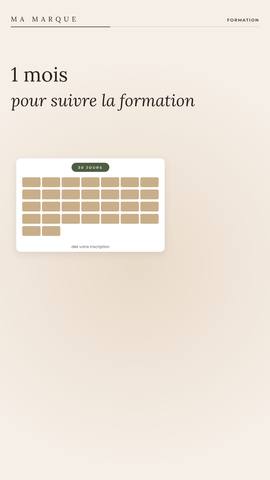 MA MARQUE
FORMATION
1 mois
pour suivre la formation
30 JOURS
dès votre inscription